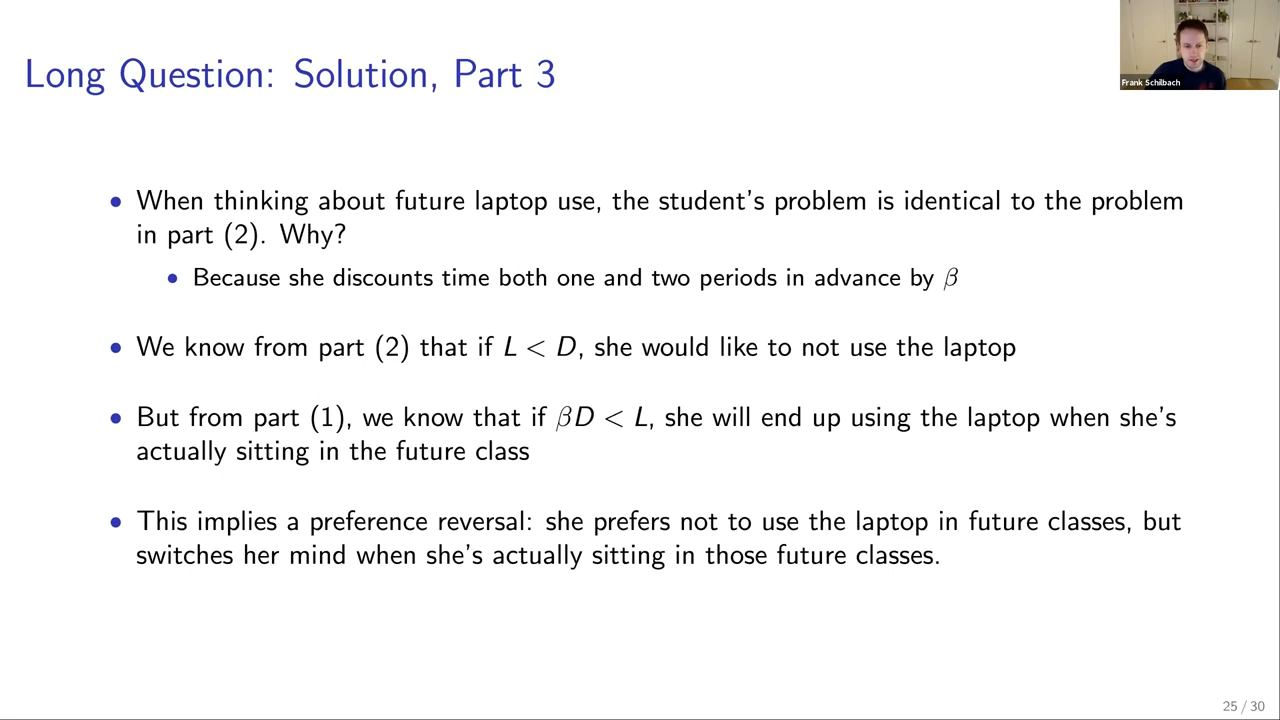 Long Question: Solution, Part 3
Frank Schilbach
• When thinking about future laptop use, the student's problem is identical to the problem
in part (2). Why?
• Because she discounts time both one and two periods in advance by β
• We know from part (2) that if L < D, she would like to not use the laptop
• But from part (1), we know that if βD < L, she will end up using the laptop when she's
actually sitting in the future class
• This implies a preference reversal: she prefers not to use the laptop in future classes, but
switches her mind when she's actually sitting in those future classes.
25 / 30